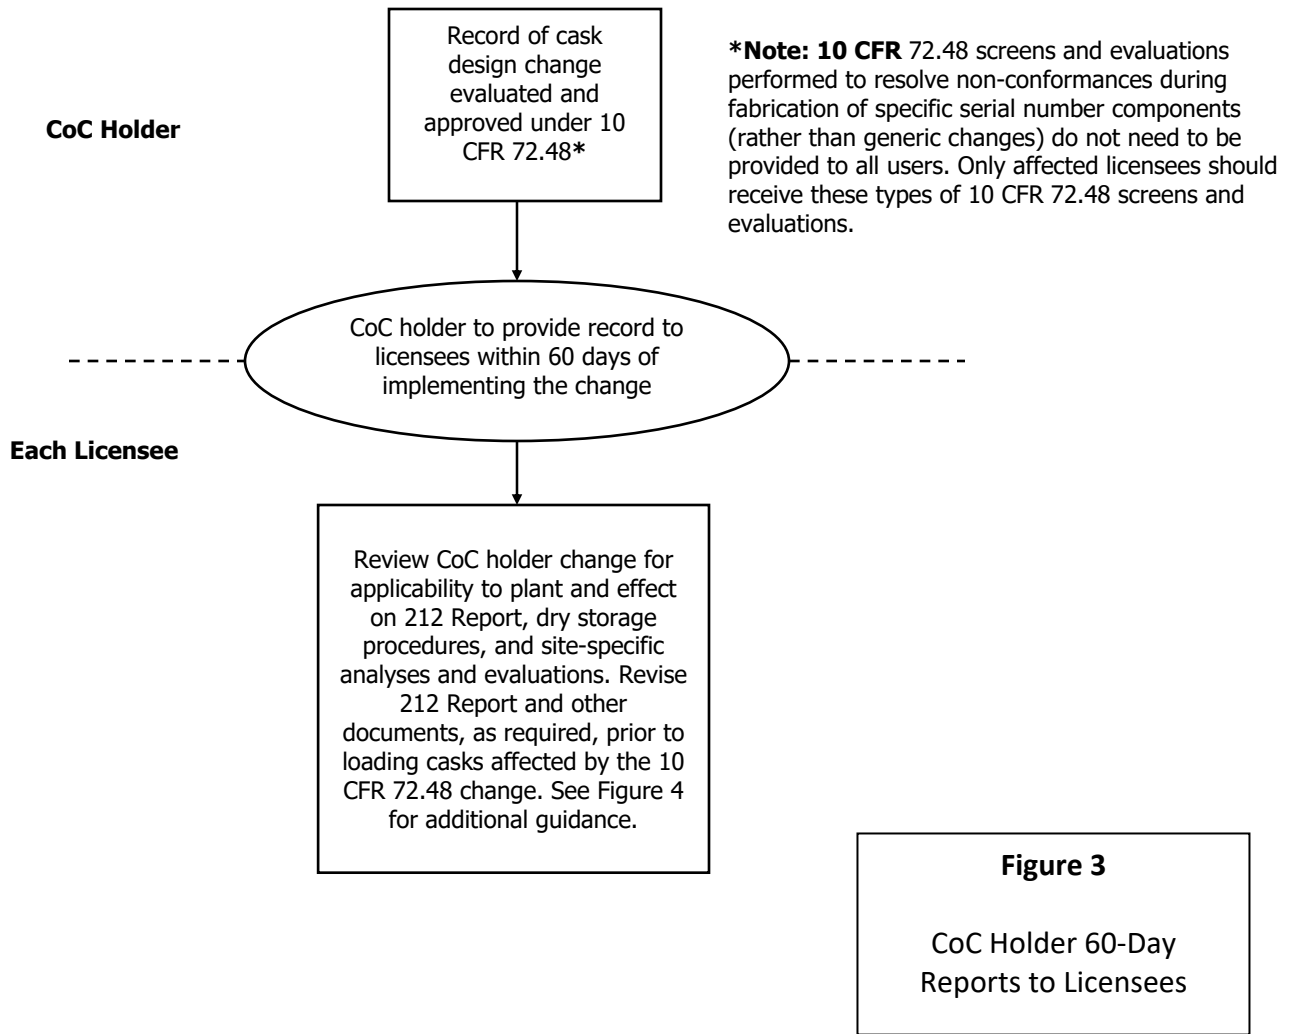 Record of cask
design change
evaluated and
approved under 10
CFR 72.48*
*Note: 10 CFR 72.48 screens and evaluations
performed to resolve non-conformances during
fabrication of specific serial number components
(rather than generic changes) do not need to be
provided to all users. Only affected licensees should
receive these types of 10 CFR 72.48 screens and
evaluations.
CoC Holder
CoC holder to provide record to
licensees within 60 days of
implementing the change
Each Licensee
Review CoC holder change for
applicability to plant and effect
on 212 Report, dry storage
procedures, and site-specific
analyses and evaluations. Revise
212 Report and other
documents, as required, prior to
loading casks affected by the 10
CFR 72.48 change. See Figure 4
for additional guidance.
Figure 3
CoC Holder 60-Day
Reports to Licensees